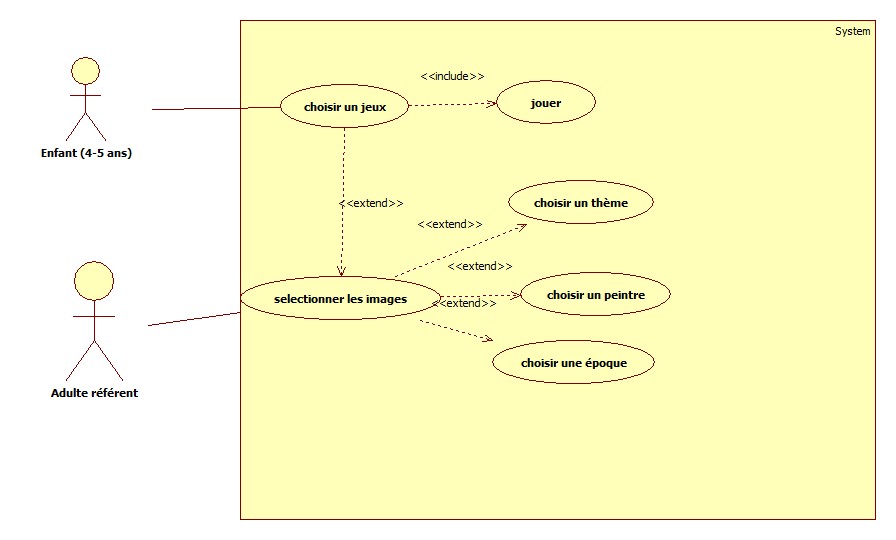 System
<<include>>
choisir un jeux
jouer
Enfant (4-5 ans)
<<extend>>
choisir un thème
<<extend>>
<<extend>>
selectionner les images
choisir un peintre
<<extend>>
choisir une époque
Adulte référent